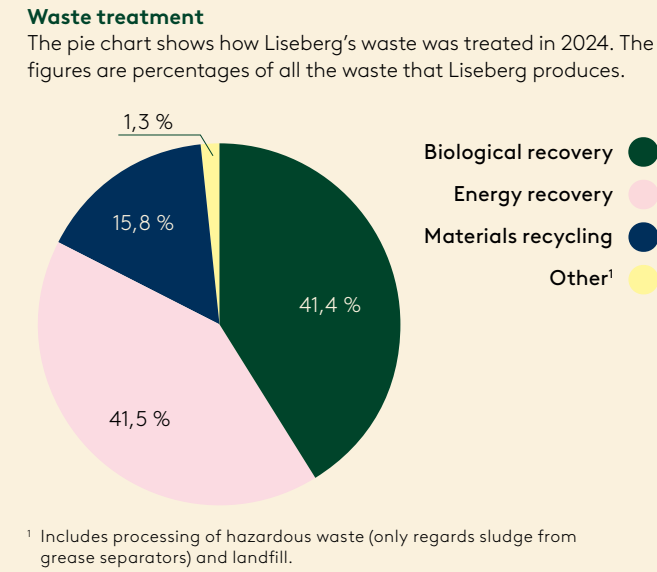 Waste treatment
The pie chart shows how Liseberg’s waste was treated in 2024. The
figures are percentages of all the waste that Liseberg produces.
1,3 %
Biological recovery
Energy recovery
Materials recycling
Other¹
15,8 %
41,4 %
41,5 %
¹ Includes processing of hazardous waste (only regards sludge from
grease separators) and landfill.